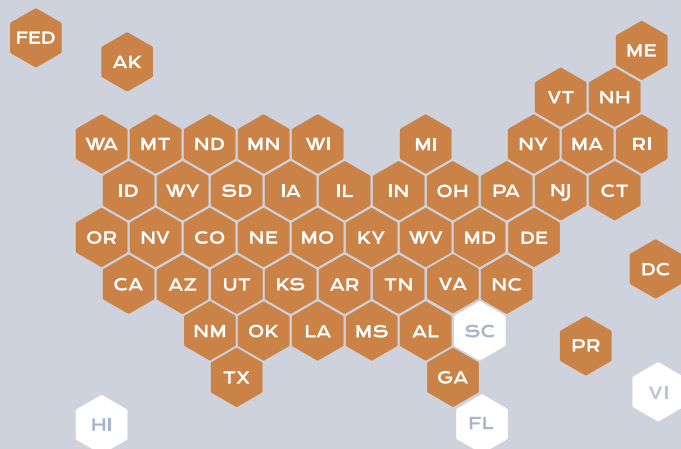 FED
AK
ME
VT NH
WA MT ND MN WI MI NY MA RI
ID WY SD IA IL IN OH PA NJ CT
OR NV CO NE MO KY WV MD DE
DC
CA AZ UT KS AR TN VA NC
NM OK LA MS AL SC
PR
TX GA
VI
HI FL